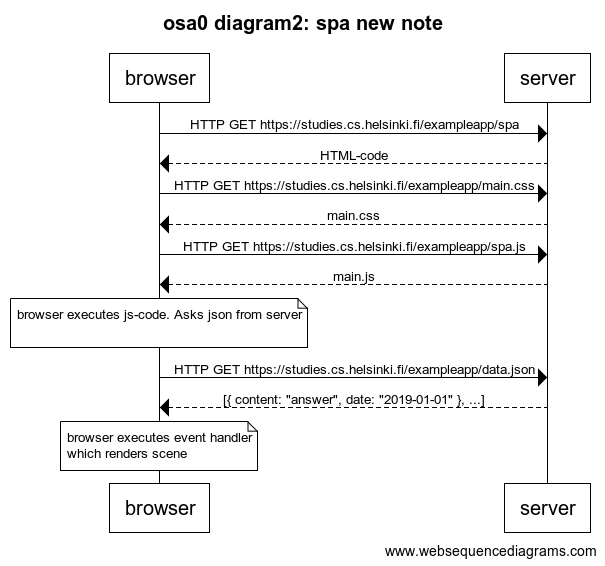 osa0 diagram2: spa new note
browser
server
HTTP GET https://studies.cs.helsinki.fi/exampleapp/spa
HTML-code
HTTP GET https://studies.cs.helsinki.fi/exampleapp/main.css
main.css
HTTP GET https://studies.cs.helsinki.fi/exampleapp/spa.js
main.js
browser executes js-code. Asks json from server
HTTP GET https://studies.cs.helsinki.fi/exampleapp/data.json
[{ content: "answer", date: "2019-01-01" }, ...]
browser executes event handler
which renders scene
browser
server
www.websequencediagrams.com